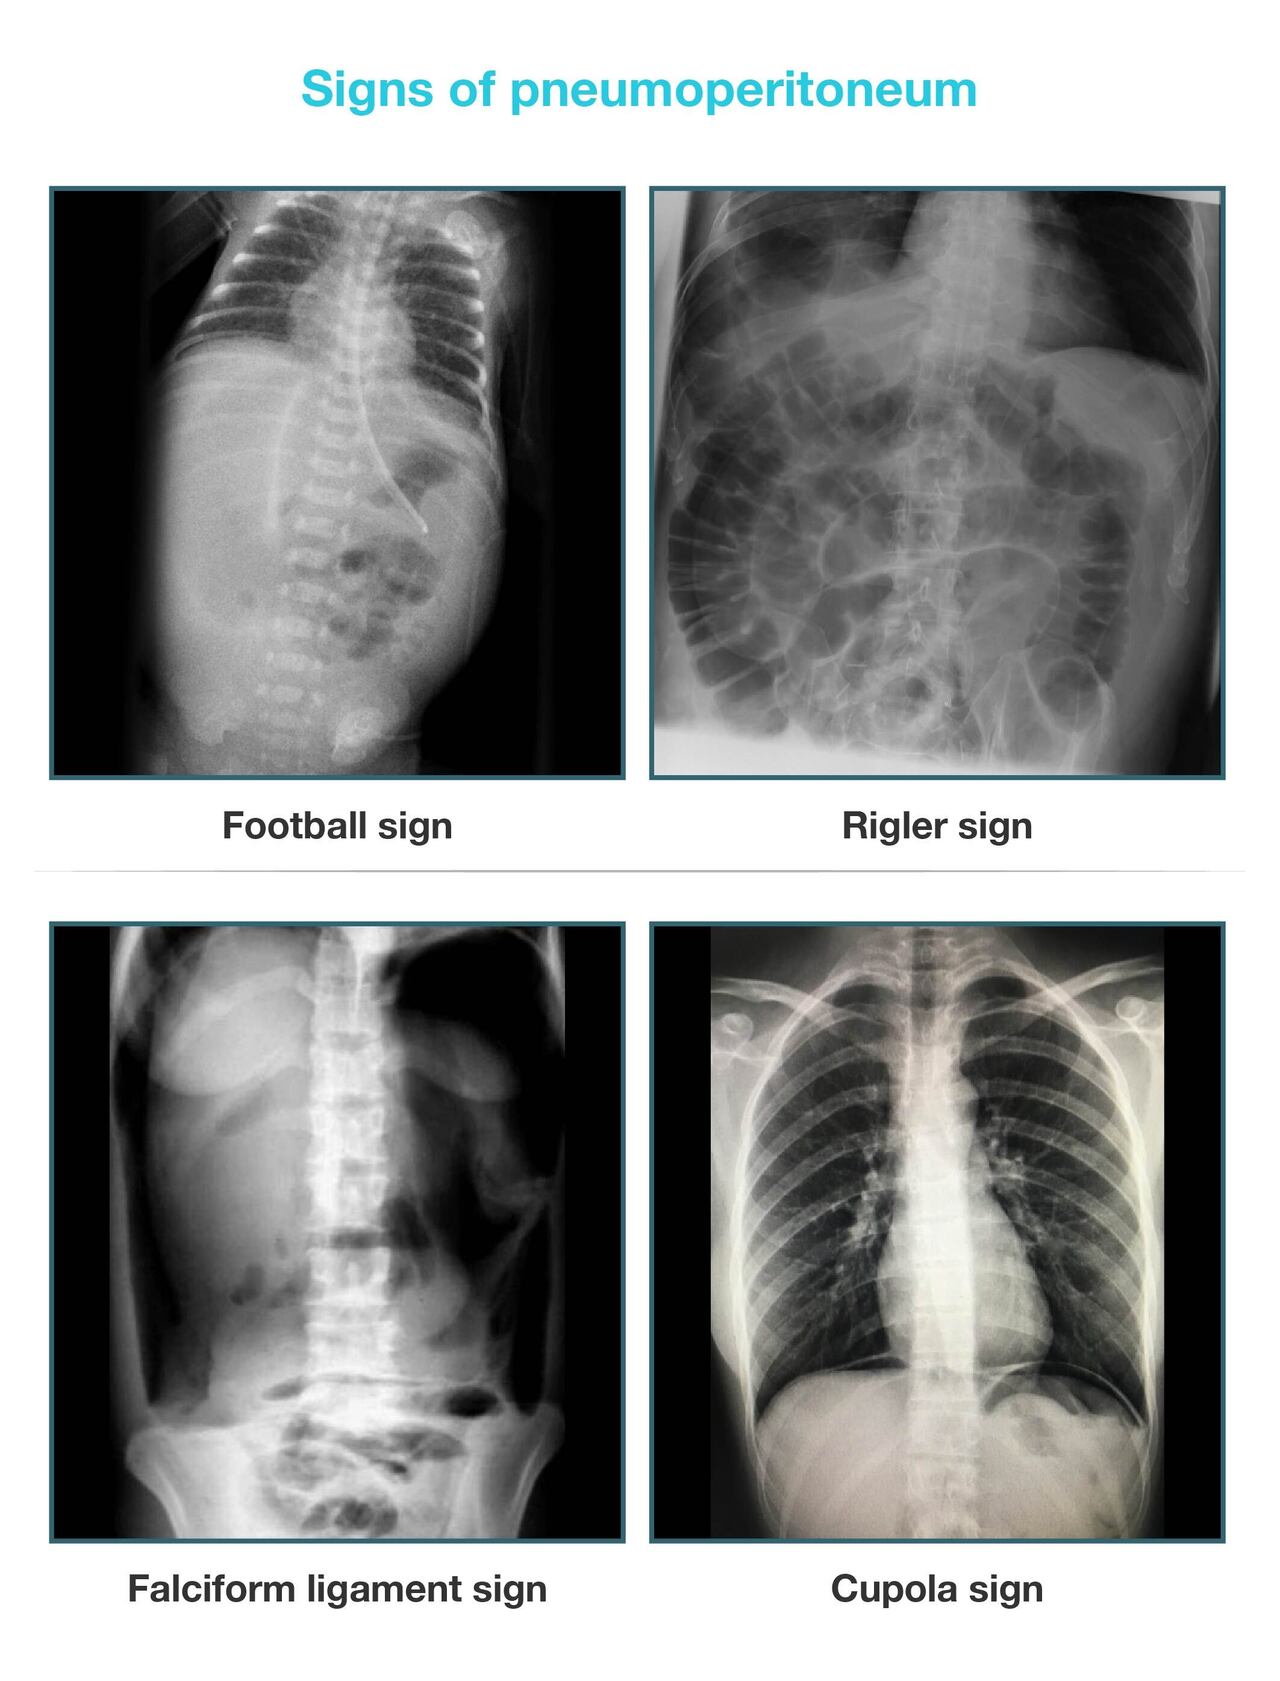 Signs of pneumoperitoneum
Football sign
Rigler sign
Falciform ligament sign
Cupola sign